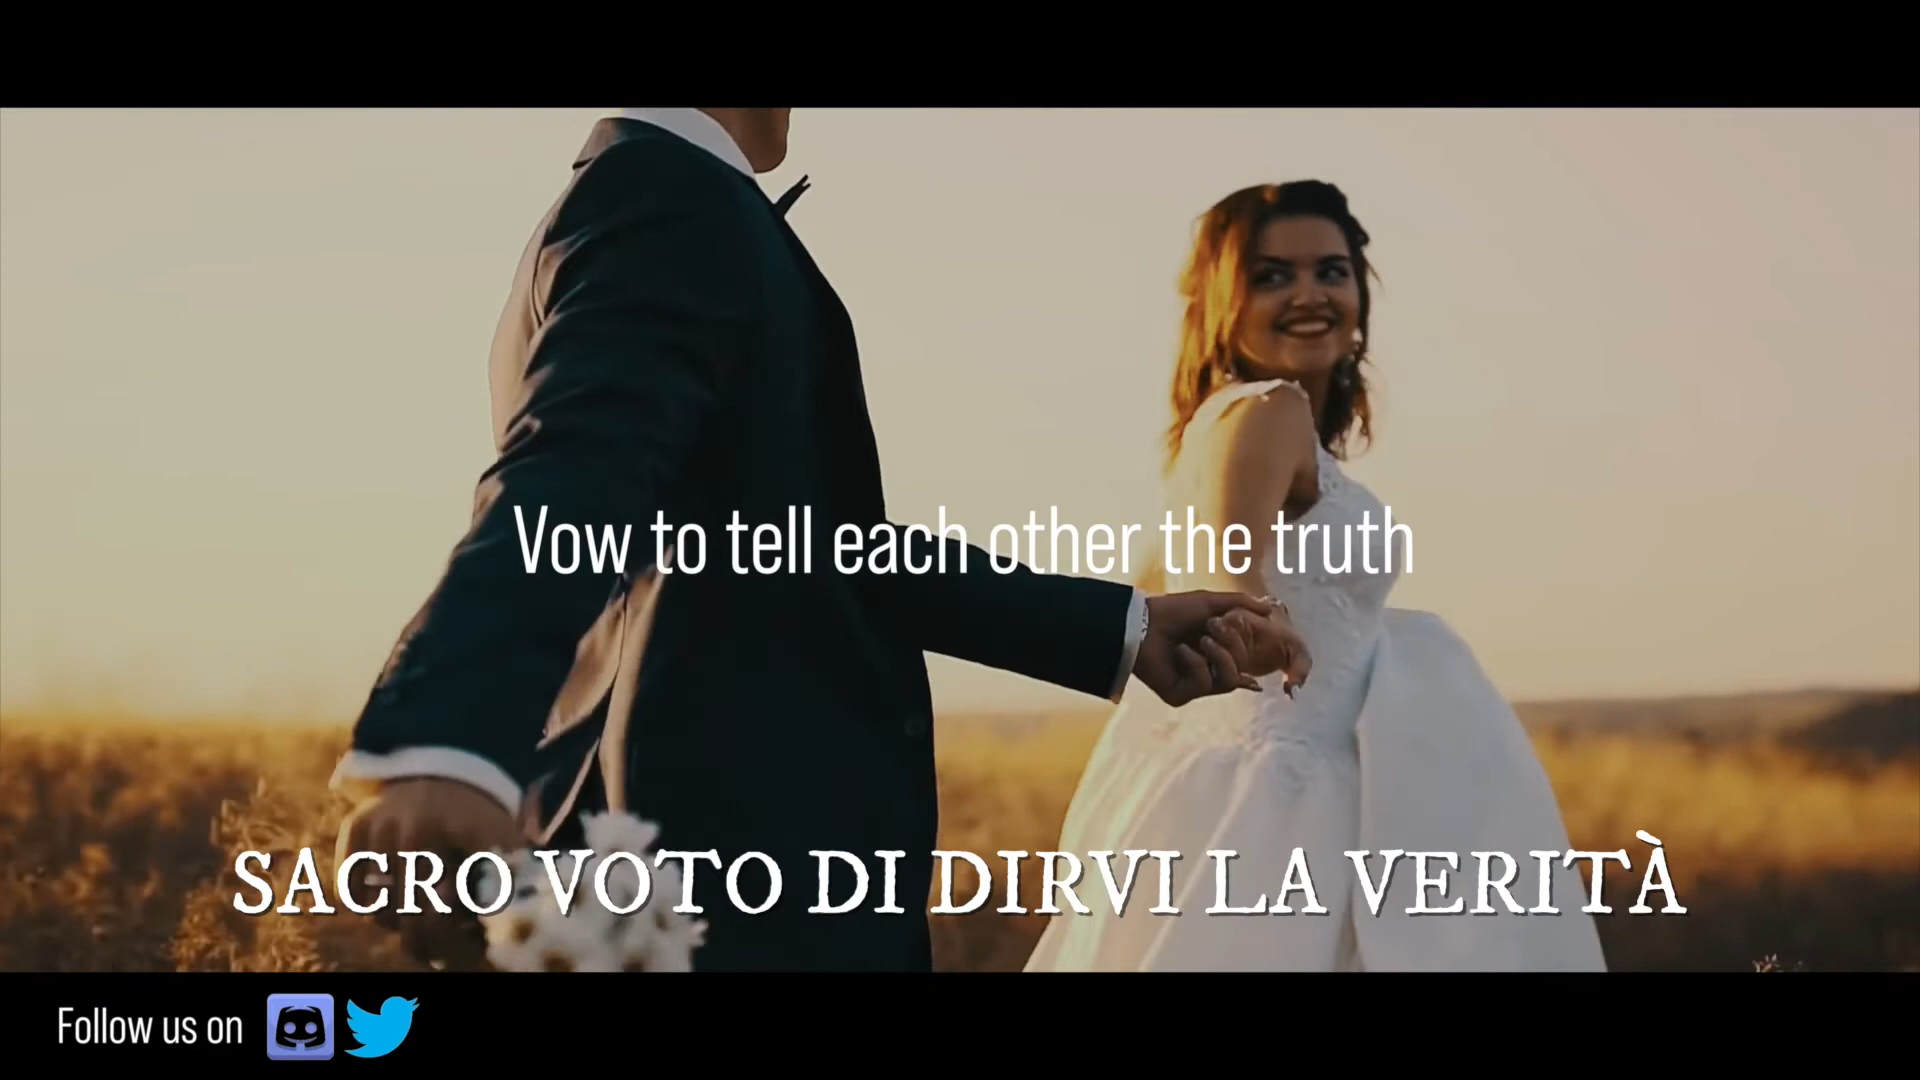 Vow to tell each other the truth
SACRO VOTO DI DIRVI LA VERITÀ
Follow us on